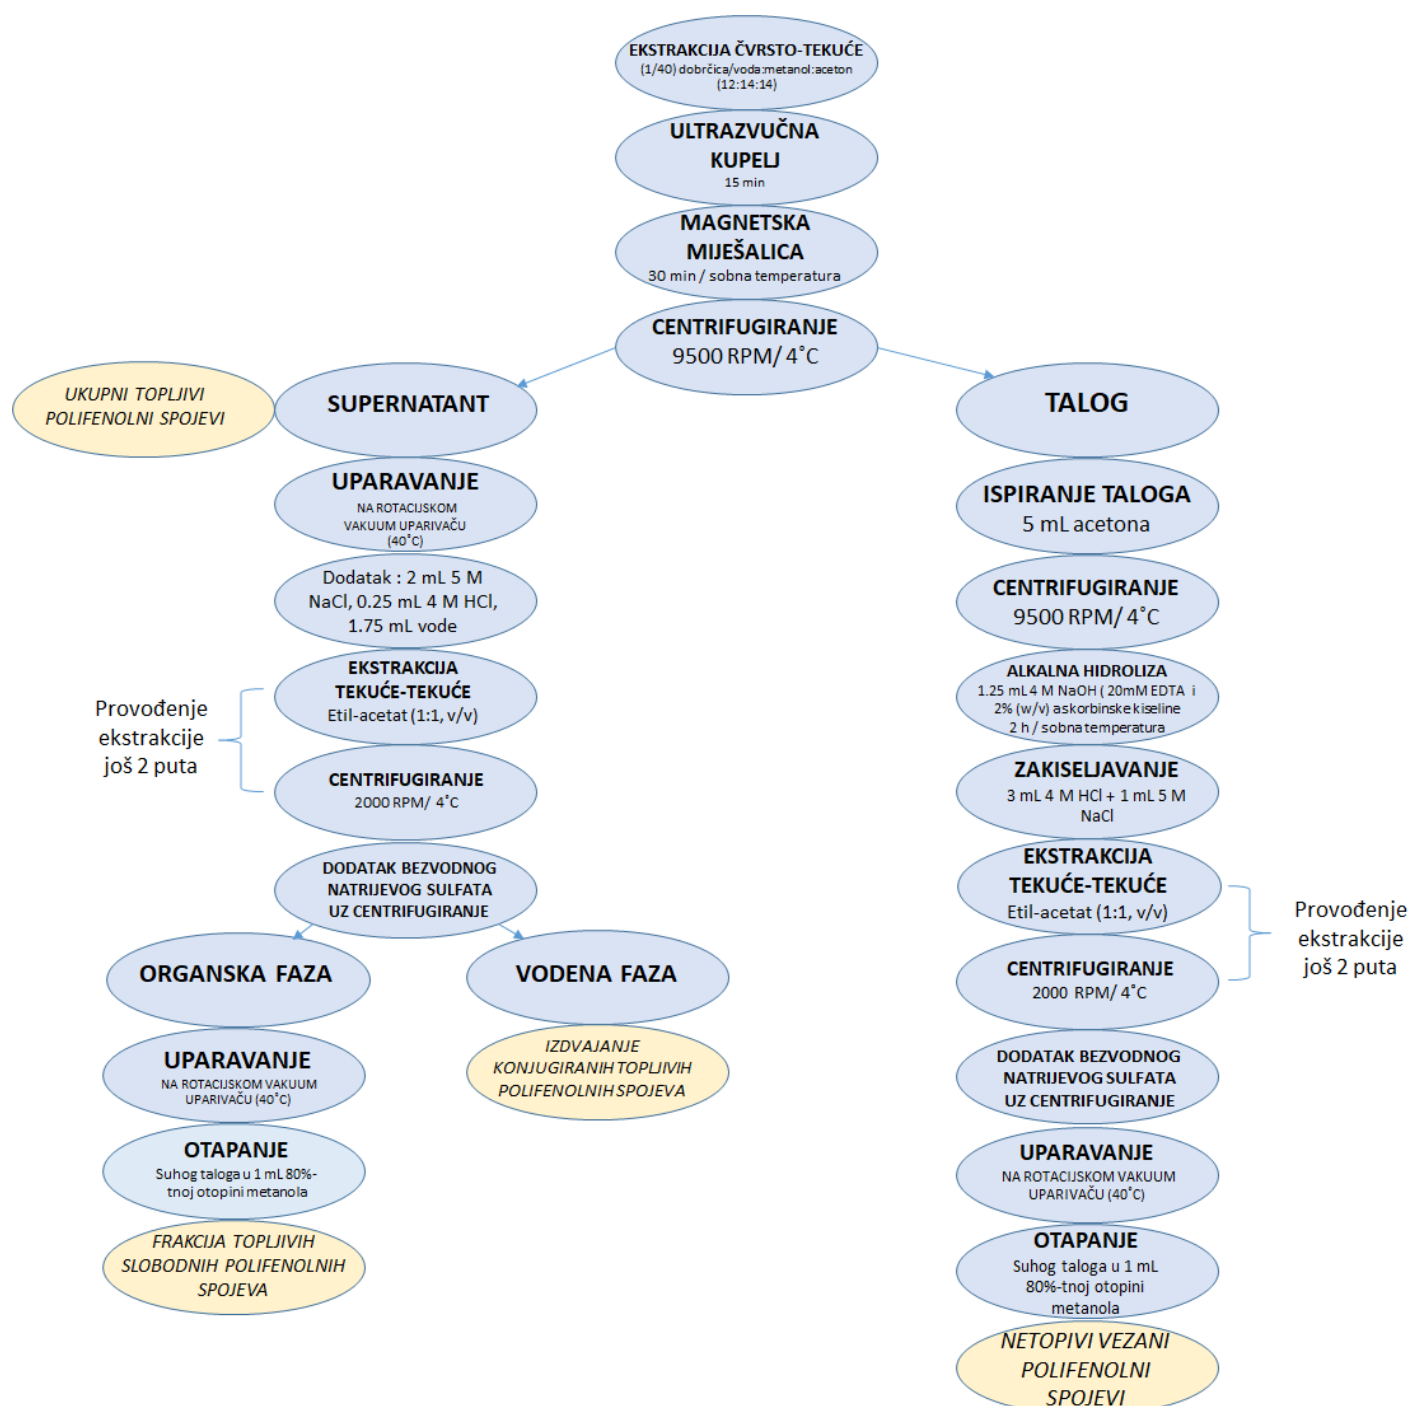 EKSTRAKCIJA ČVRSTO-TEKUĆE
(1/40) dobrčica/voda:metanol:aceton
(12:14:14)
ULTRAZVUČNA
KUPELJ
15 min
MAGNETSKA
MIJEŠALICA
30 min / sobna temperatura
CENTRIFUGIRANJE
9500 RPM/ 4˚C
UKUPNI TOPLJIVI
POLIFENOLNI SPOJEVI
SUPERNATANT
UPARAVANJE
NA ROTACIJSKOM
VAKUUM UPARIVAČU
(40˚C)
Dodatak : 2 mL 5 M
NaCl, 0.25 mL 4 M HCl,
1.75 mL vode
EKSTRAKCIJA
TEKUĆE-TEKUĆE
Etil-acetat (1:1, v/v)
CENTRIFUGIRANJE
2000 RPM/ 4˚C
Provođenje
ekstrakcije
još 2 puta
DODATAK BEZVODNOG
NATRIJEVOG SULFATA
UZ CENTRIFUGIRANJE
ORGANSKA FAZA
UPARAVANJE
NA ROTACIJSKOM VAKUUM
UPARIVAČU (40˚C)
OTAPANJE
Suhog taloga u 1 mL 80%-
tnoj otopini metanola
FRAKCIJA TOPLJIVIH
SLOBODNIH POLIFENOLNIH
SPOJEVA
VODENA FAZA
IZDVAJANJE
KONJUGIRANIH TOPLJIVIH
POLIFENOLNIH SPOJEVA
TALOG
ISPIRANJE TALOGA
5 mL acetona
CENTRIFUGIRANJE
9500 RPM/ 4˚C
ALKALNA HIDROLIZA
1.25 mL 4 M NaOH ( 20mM EDTA i
2% (w/v) askorbinske kiseline
2 h / sobna temperatura
ZAKISELJAVANJE
3 mL 4 M HCl + 1 mL 5 M
NaCl
EKSTRAKCIJA
TEKUĆE-TEKUĆE
Etil-acetat (1:1, v/v)
CENTRIFUGIRANJE
2000 RPM/ 4˚C
Provođenje
ekstrakcije
još 2 puta
DODATAK BEZVODNOG
NATRIJEVOG SULFATA
UZ CENTRIFUGIRANJE
UPARAVANJE
NA ROTACIJSKOM VAKUUM
UPARIVAČU (40˚C)
OTAPANJE
Suhog taloga u 1 mL
80%-tnoj otopini
metanola
NETOPIVI VEZANI
POLIFENOLNI
SPOJEVI